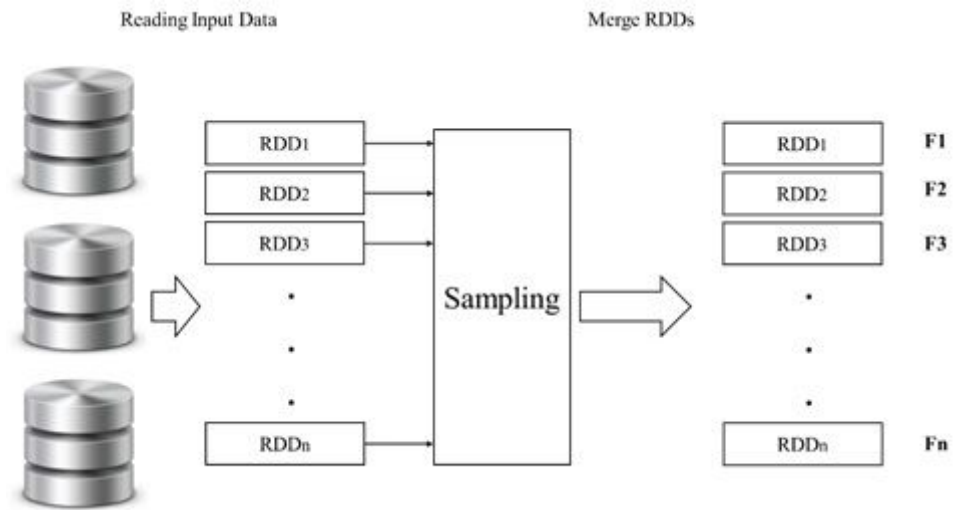 Reading Input Data
Merge RDDs
RDD1
RDD2
RDD3
RDDn
Sampling
RDD1
F1
RDD2
F2
RDD3
F3
RDDn
Fn